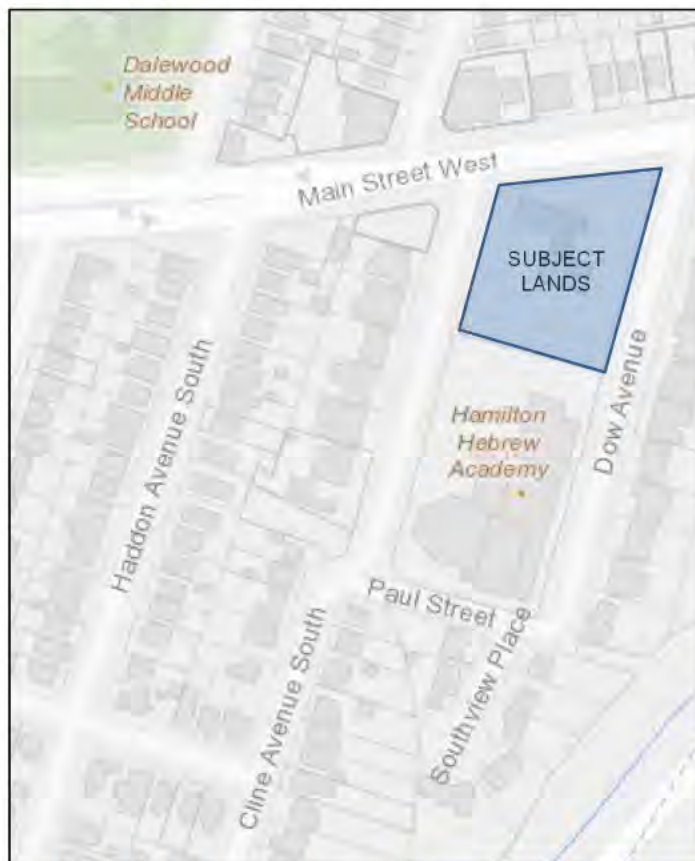 Dalewood
Middle
School
Main Street West
SUBJECT
LANDS
Hamilton
Hebrew
Academy
Dow Avenue
Haddon Avenue South
Paul Street
Cline Avenue South
Southview Place